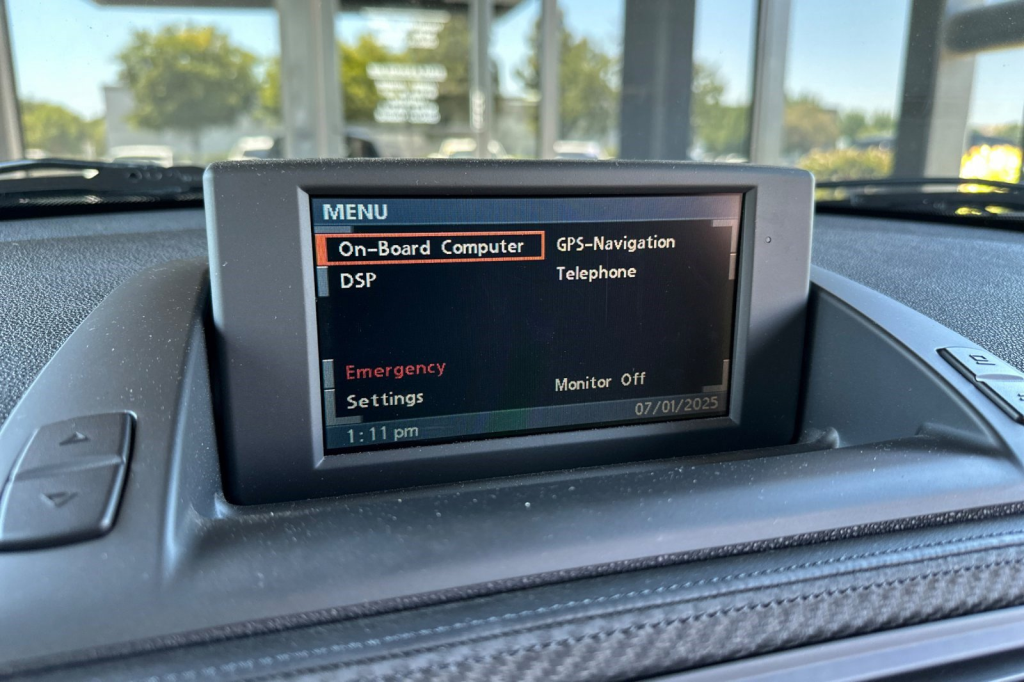 MENU
On-Board Computer GPS-Navigation
DSP Telephone
Emergency
Settings Monitor Off
1:11 pm 07/01/2025